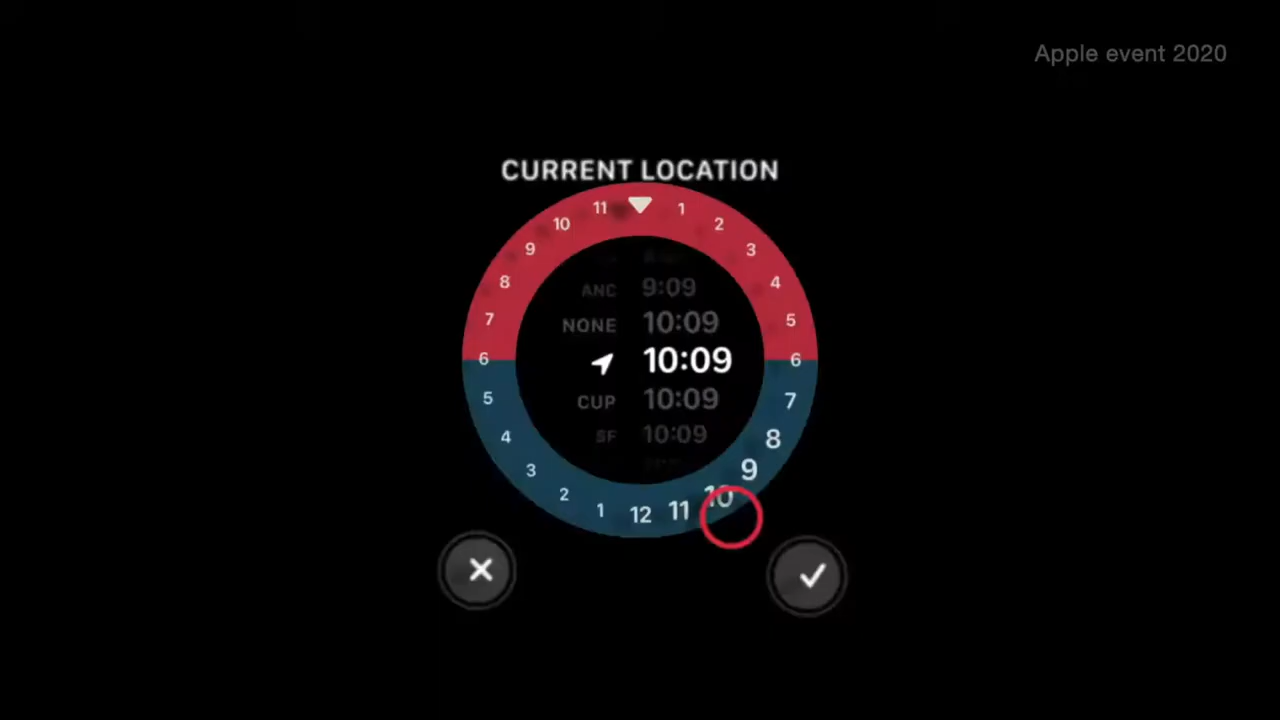 Apple event 2020
CURRENT LOCATION
11 1
10 2
9 3
8 4
7 5
6 6
5 7
4 8
3 9
2 10
1 12 11
ANC 9:09
NONE 10:09
10:09
CUP 10:09
SF 10:09